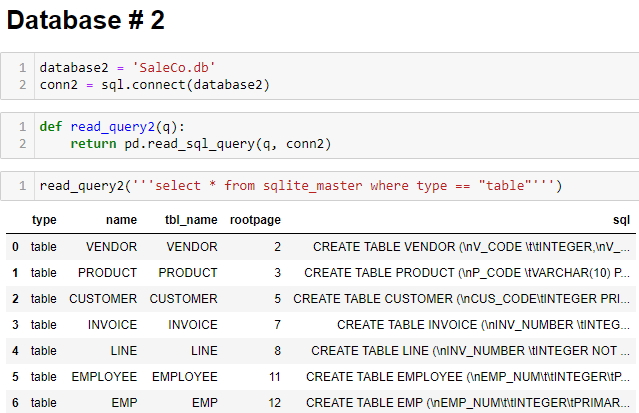 Database # 2
1 database2 = 'SaleCo.db'
2 conn2 = sql.connect(database2)
1 def read_query2(q):
2 return pd.read_sql_query(q, conn2)
1 read_query2('''select * from sqlite_master where type == "table"''')
type name tbl_name rootpage sql
0 table VENDOR VENDOR 2 CREATE TABLE VENDOR (\nV_CODE \t\tINTEGER,\nV_...
1 table PRODUCT PRODUCT 3 CREATE TABLE PRODUCT (\nP_CODE \tVARCHAR(10) P...
2 table CUSTOMER CUSTOMER 5 CREATE TABLE CUSTOMER (\nCUS_CODE\tINTEGER PRI...
3 table INVOICE INVOICE 7 CREATE TABLE INVOICE (\nINV_NUMBER \tINTEG...
4 table LINE LINE 8 CREATE TABLE LINE (\nINV_NUMBER \tINTEGER NOT ...
5 table EMPLOYEE EMPLOYEE 11 CREATE TABLE EMPLOYEE (\nEMP_NUM\t\tINTEGER\tP...
6 table EMP EMP 12 CREATE TABLE EMP (\nEMP_NUM\t\tINTEGER\tPRIMAR...